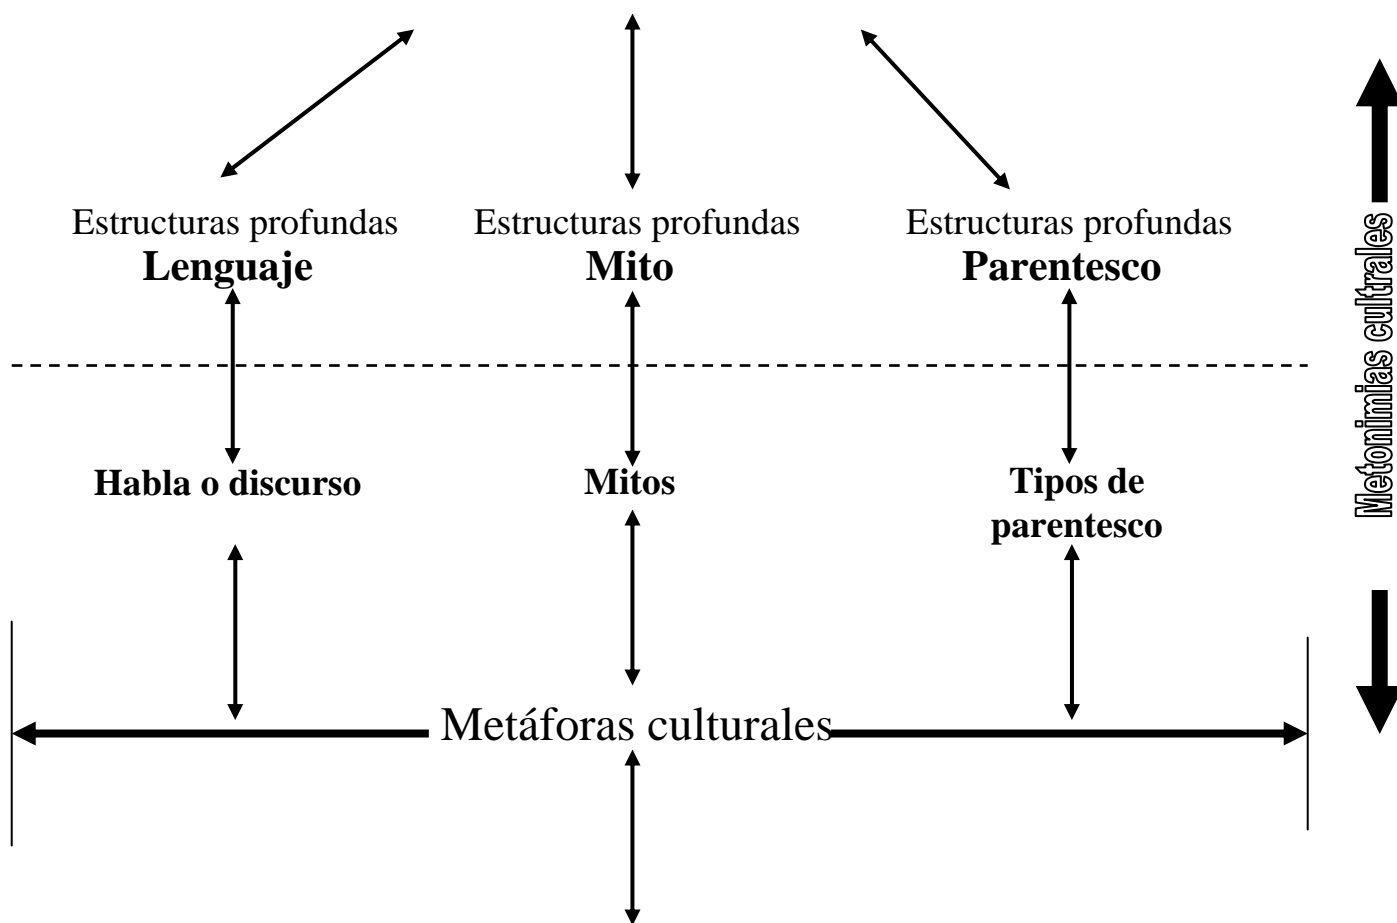 Estructuras profundas
Lenguaje
Estructuras profundas
Mito
Estructuras profundas
Parentesco
Habla o discurso
Mitos
Tipos de
parentesco
Metáforas culturales
Metonimias cultrales